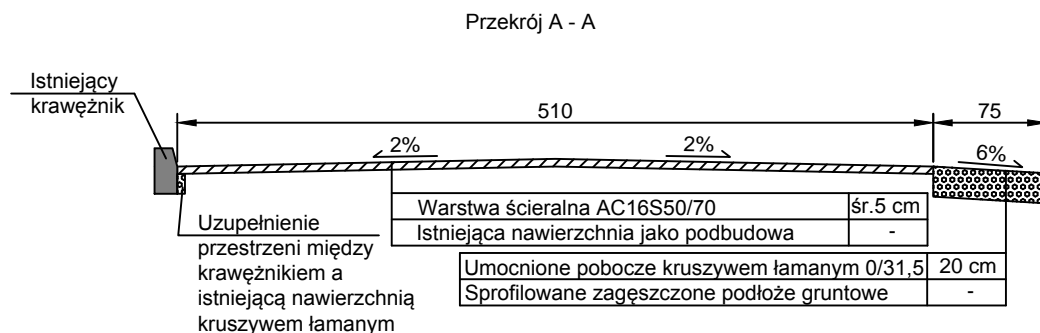 Przekrój A - A
Istniejący
krawężnik
510
75
2%
2%
6%
Warstwa ścieralna AC16S50/70 śr.5 cm
Istniejąca nawierzchnia jako podbudowa -
Uzupełnienie
przestrzeni między
krawężnikiem a
istniejącą nawierzchnią
kruszywem łamanym
Umocnione pobocze kruszywem łamanym 0/31,5 20 cm
Sprofilowane zagęszczone podłoże gruntowe -